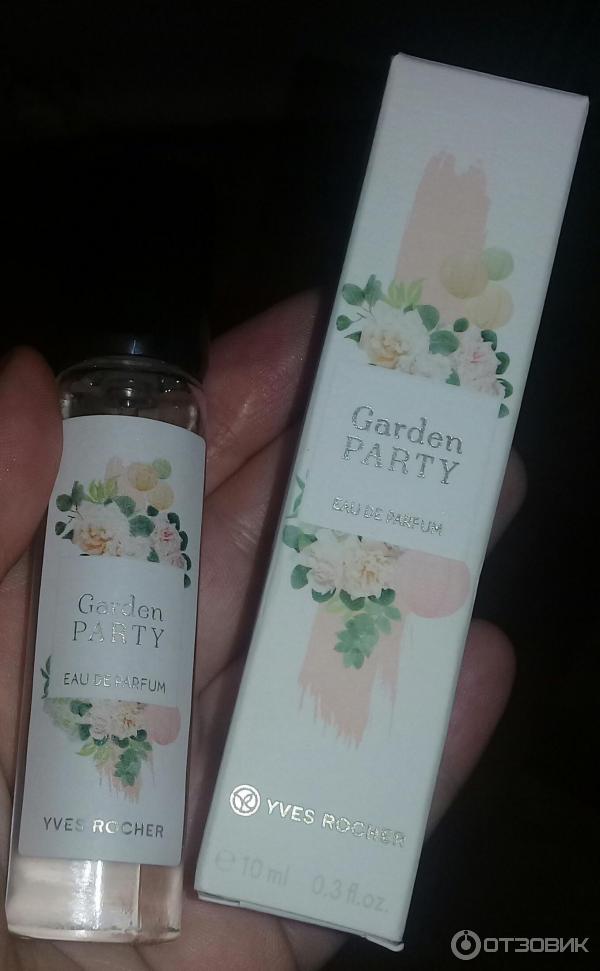 Garden
PARTY
EAU DE PARFUM
YVES ROCHER
Garden
PARTY
EAU DE PARFUM
YVES ROCHER
℮10 ml 0.3 fl.oz.
ОТЗОВИК